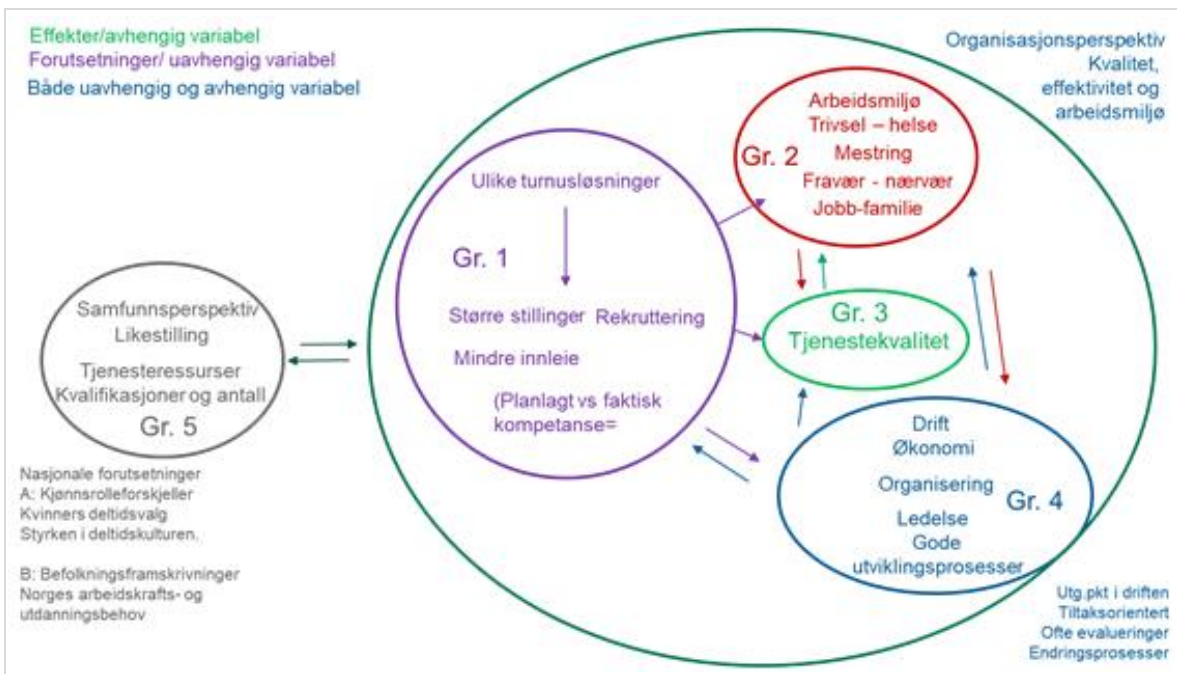 Effekter/avhengig variabel
Forutsetninger/ uavhengig variabel
Både uavhengig og avhengig variabel
Organisasjonsperspektiv
Kvalitet,
effektivitet og
arbeidsmiljø
Arbeidsmiljø
Trivsel – helse
Gr. 2
Mestring
Fravær - nærvær
Jobb-familie
Ulike turnusløsninger
Gr. 1
Større stillinger
Rekruttering
Mindre innleie
(Planlagt vs faktisk
kompetanse=
Gr. 3
Tjenestekvalitet
Drift
Økonomi
Organisering
Gr. 4
Ledelse
Gode
utviklingsprosesser
Samfunnsperspektiv
Likestilling
Tjenesteressurser
Kvalifikasjoner og antall
Gr. 5
Nasjonale forutsetninger
A: Kjønnsrolleforskjeller
Kvinners deltidsvalg
Styrken i deltidskulturen.
B: Befolkningsframskrivninger
Norges arbeidskrafts- og
utdanningsbehov
Utg.pkt i driften
Tiltaksorientert
Ofte evalueringer
Endringsprosesser